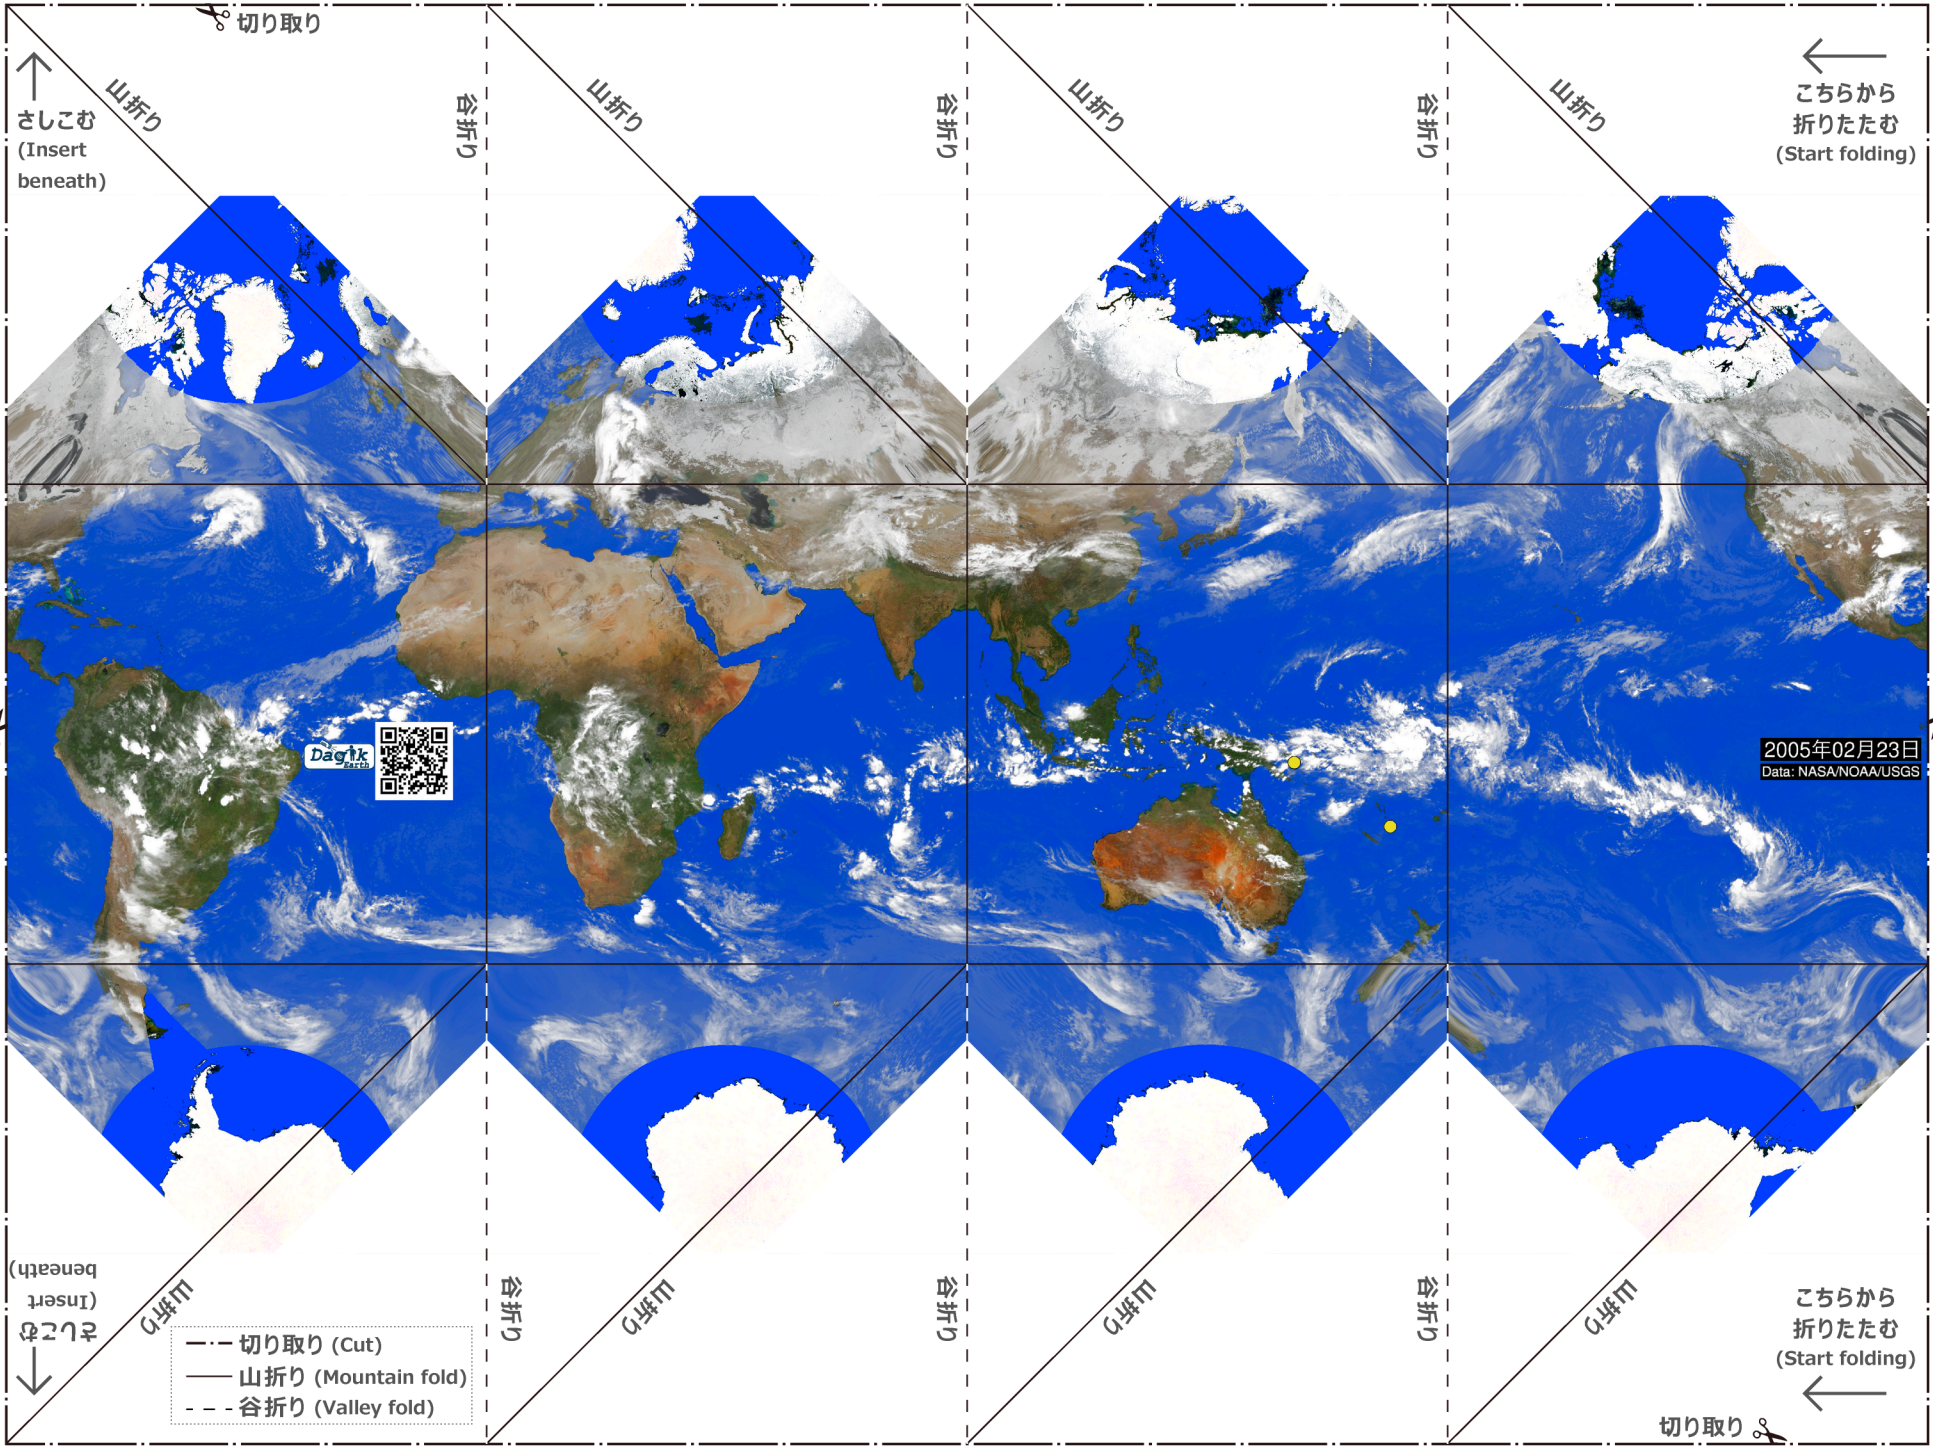 切り取り
さしこむ
(Insert
beneath)
山折り
谷折り
山折り
谷折り
山折り
谷折り
山折り
こちらから
折りたたむ
(Start folding)
Dagik
Earth
2005年02月23日
Data: NASA/NOAA/USGS
さしこむ
(Insert
beneath)
山折り
谷折り
山折り
谷折り
山折り
谷折り
山折り
こちらから
折りたたむ
(Start folding)
切り取り (Cut)
山折り (Mountain fold)
谷折り (Valley fold)
切り取り